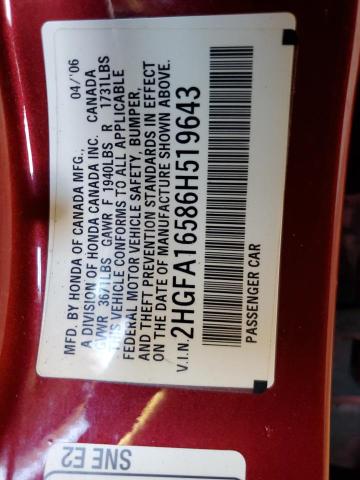 MFD. BY HONDA OF CANADA MFG., 04/'06
A DIVISION OF HONDA CANADA INC. CANADA
GVWR 3671LBS GAWR F 1940LBS R 1731LBS
THIS VEHICLE CONFORMS TO ALL APPLICABLE
FEDERAL MOTOR VEHICLE SAFETY, BUMPER,
AND THEFT PREVENTION STANDARDS IN EFFECT
ON THE DATE OF MANUFACTURE SHOWN ABOVE.
V.I.N. 2HGFA16586H519643
PASSENGER CAR
SNE E2